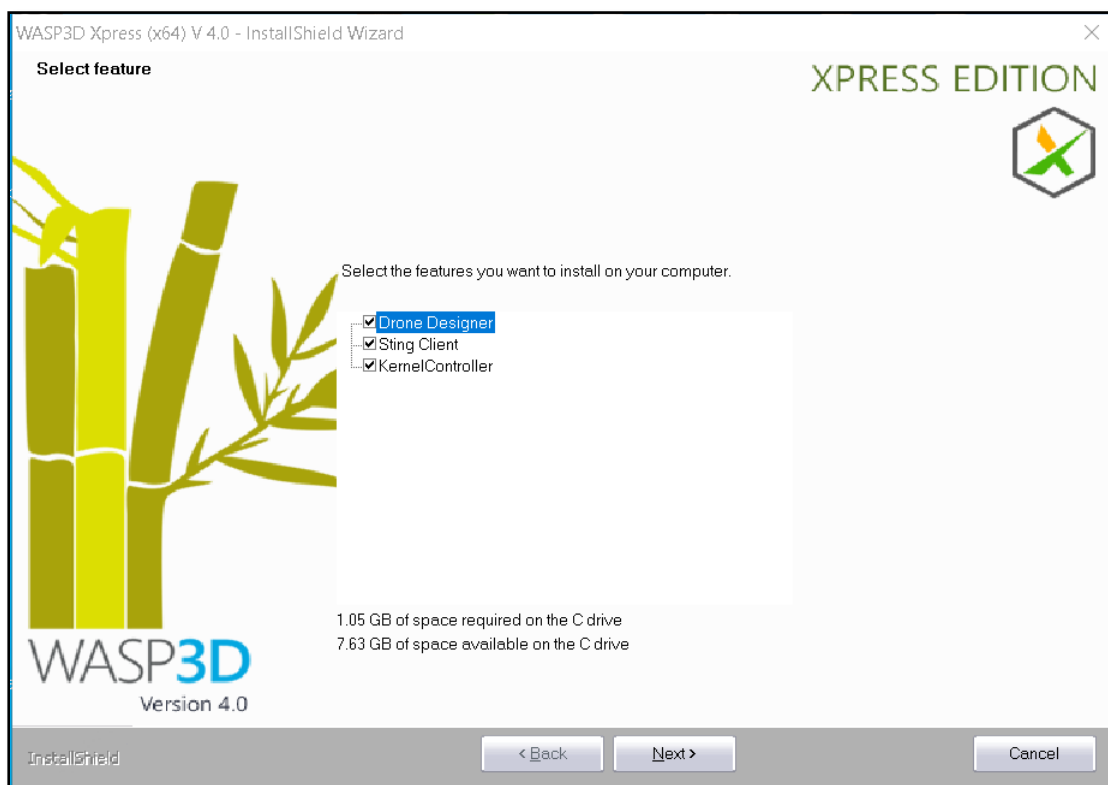 WASP3D Xpress (x64) V 4.0 - InstallShield Wizard
Select feature
XPRESS EDITION
Select the features you want to install on your computer.
Drone Designer
Sting Client
KernelController
1.05 GB of space required on the C drive
7.63 GB of space available on the C drive
WASP3D
Version 4.0
InstallShield
< Back
Next >
Cancel